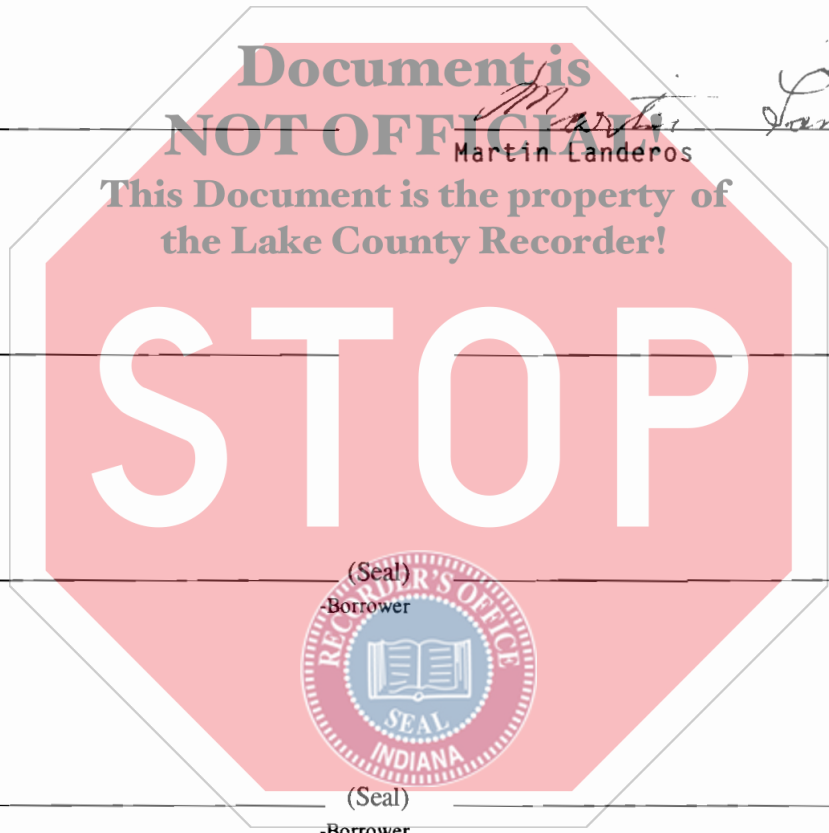 Document is
NOT OFFICIAL!
Martin
Martin Landeros
This Document is the property of
the Lake County Recorder!
STOP
(Seal)
-Borrower
RECORDER'S OFFICE
SEAL
INDIANA
(Seal)
-Borrower